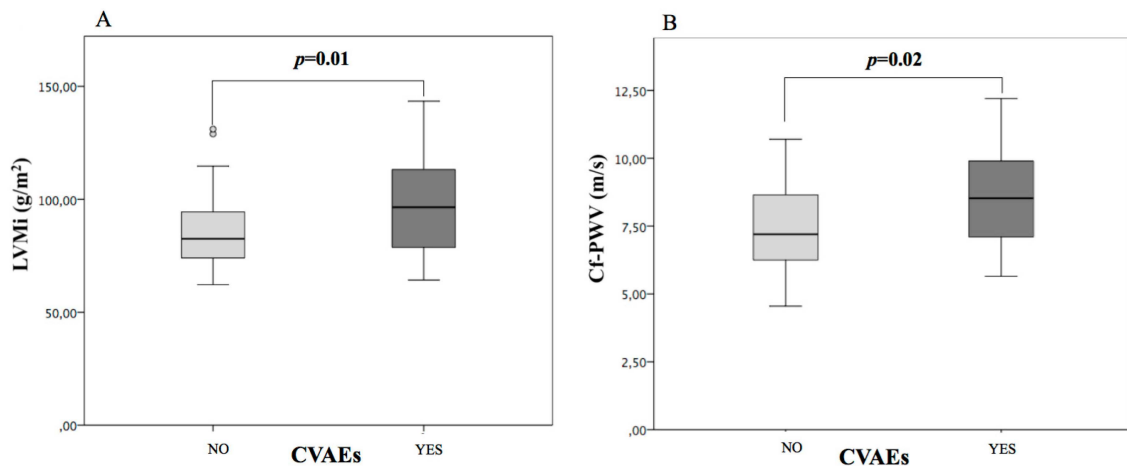 A
p=0.01
LVMi (g/m²)
150,00
100,00
50,00
,00
NO
YES
CVAEs
B
p=0.02
Cf-PWV (m/s)
12,50
10,00
7,50
5,00
2,50
,00
NO
YES
CVAEs